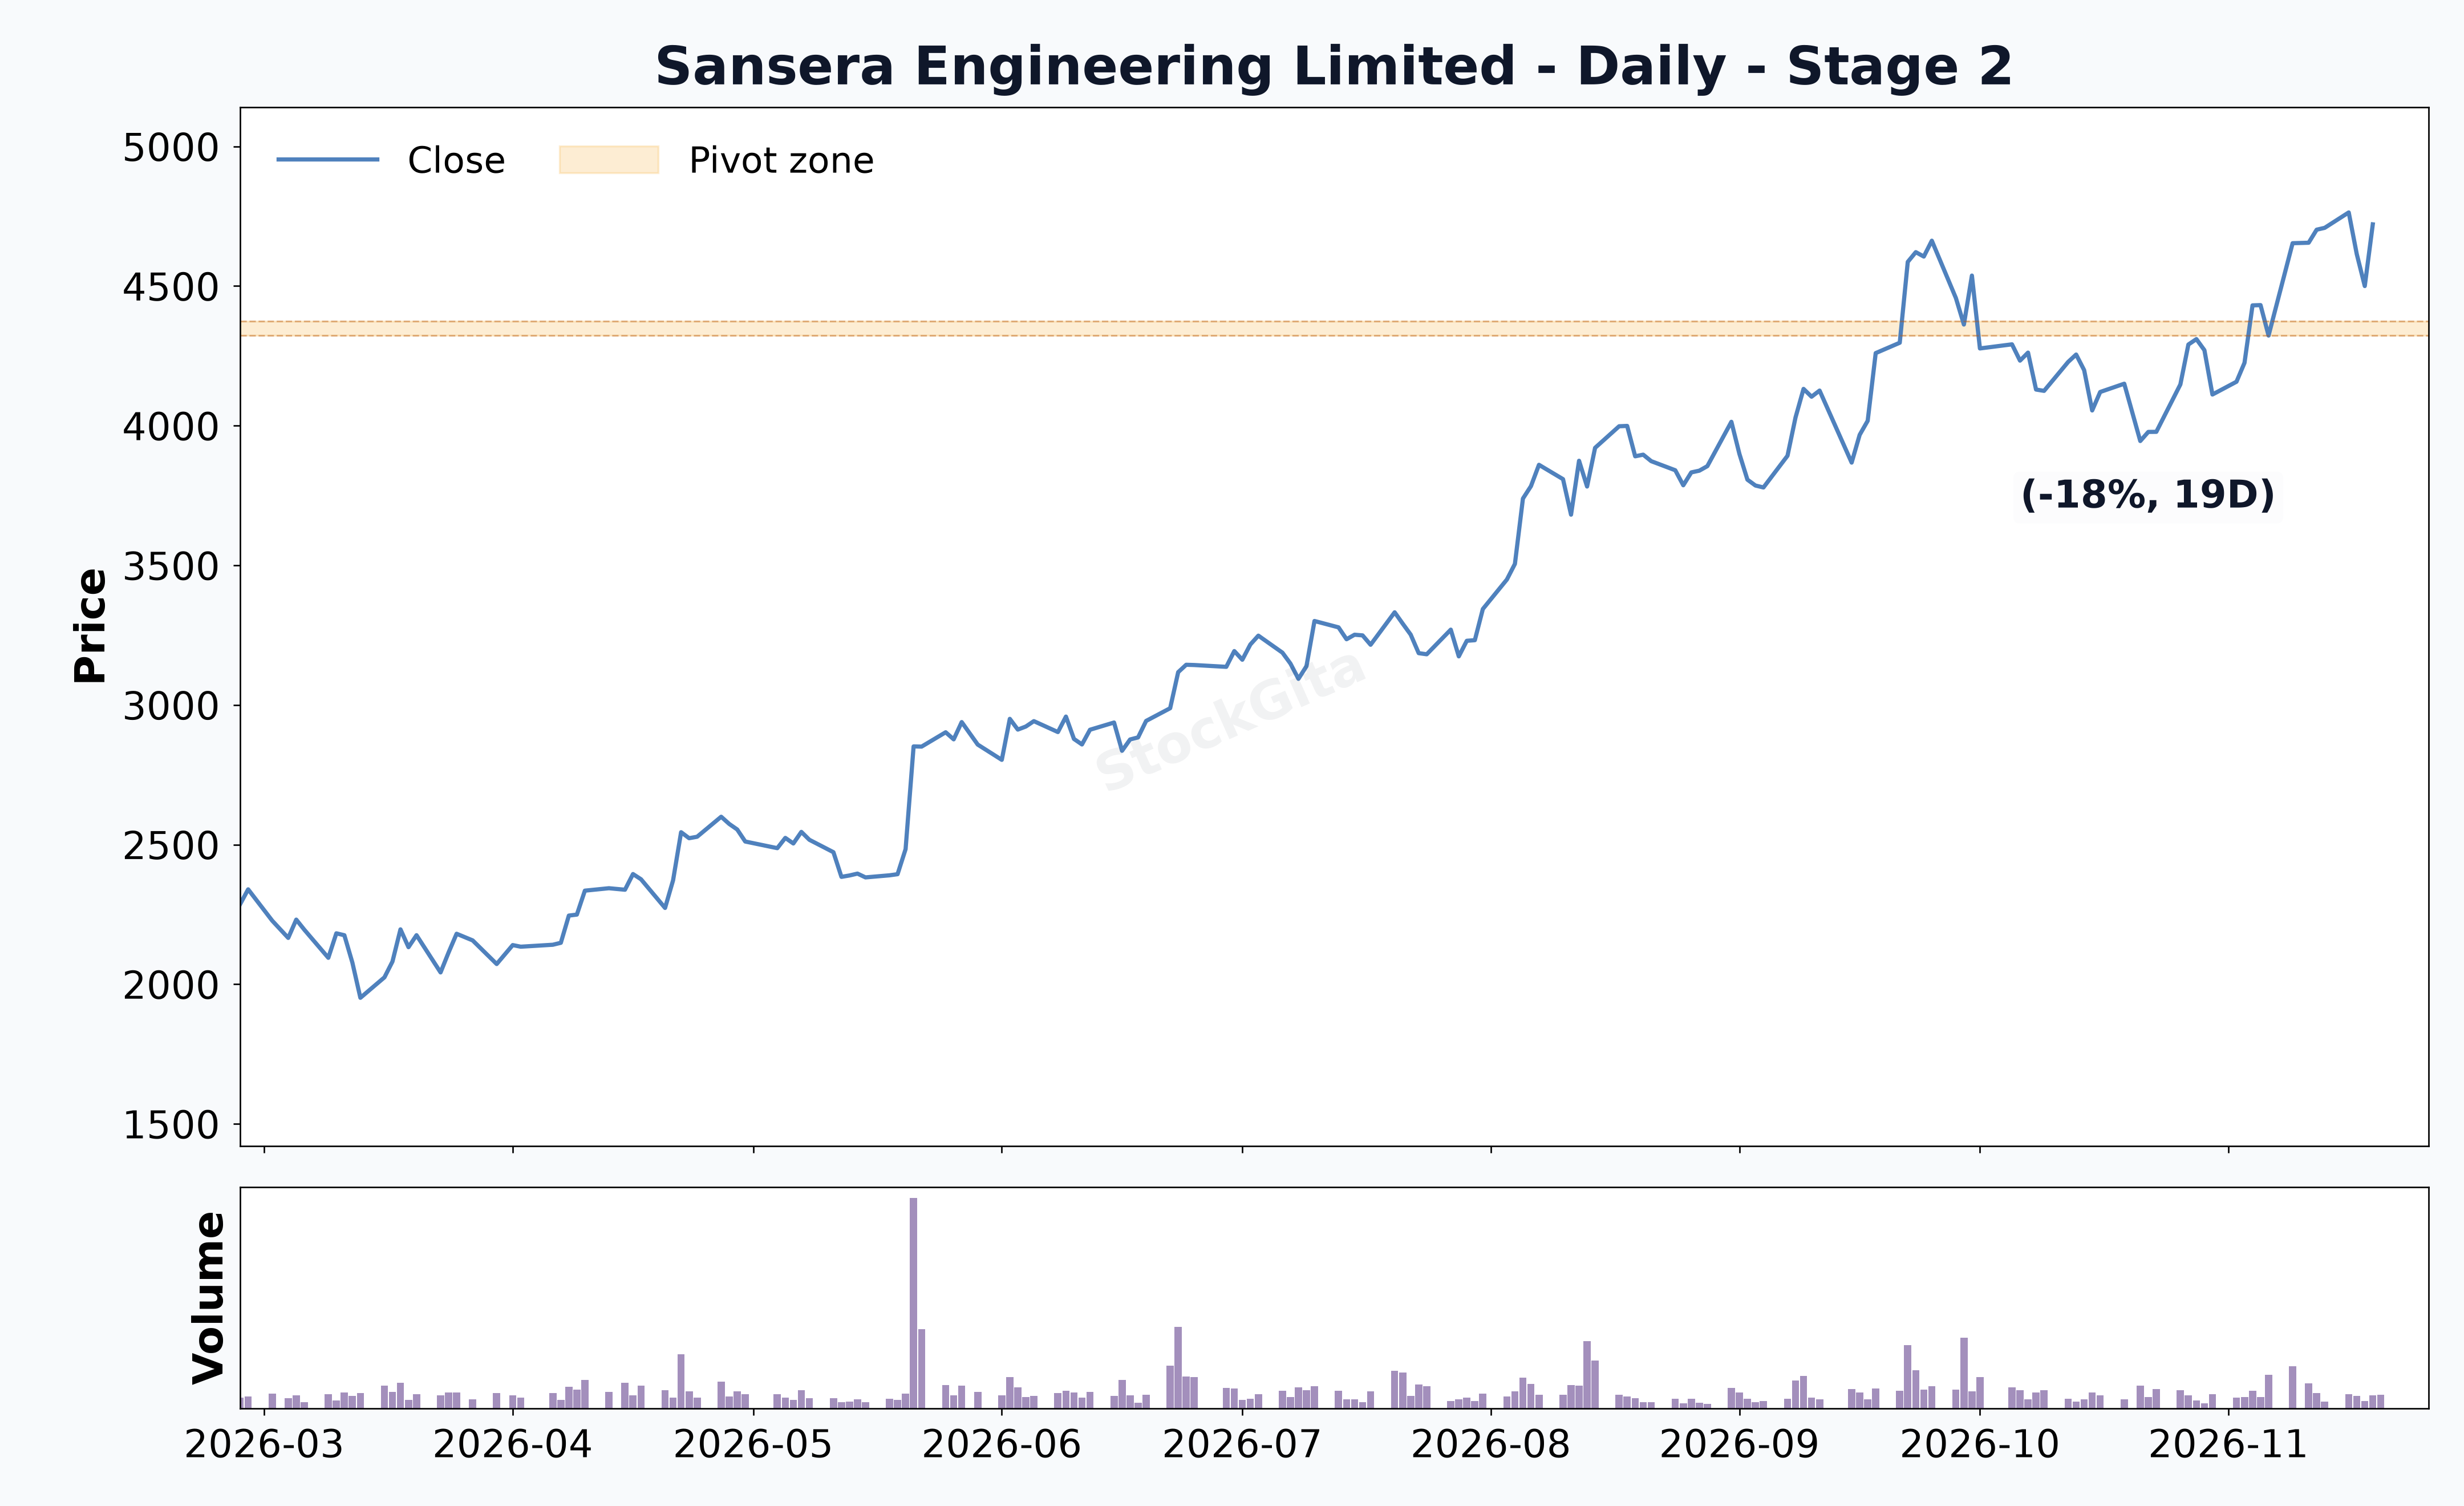 Sansera Engineering Limited - Daily - Stage 2
Close
Pivot zone
Price
5000
4500
4000
3500
3000
2500
2000
1500
(-18%, 19D)
StockGita
Volume
2026-03
2026-04
2026-05
2026-06
2026-07
2026-08
2026-09
2026-10
2026-11